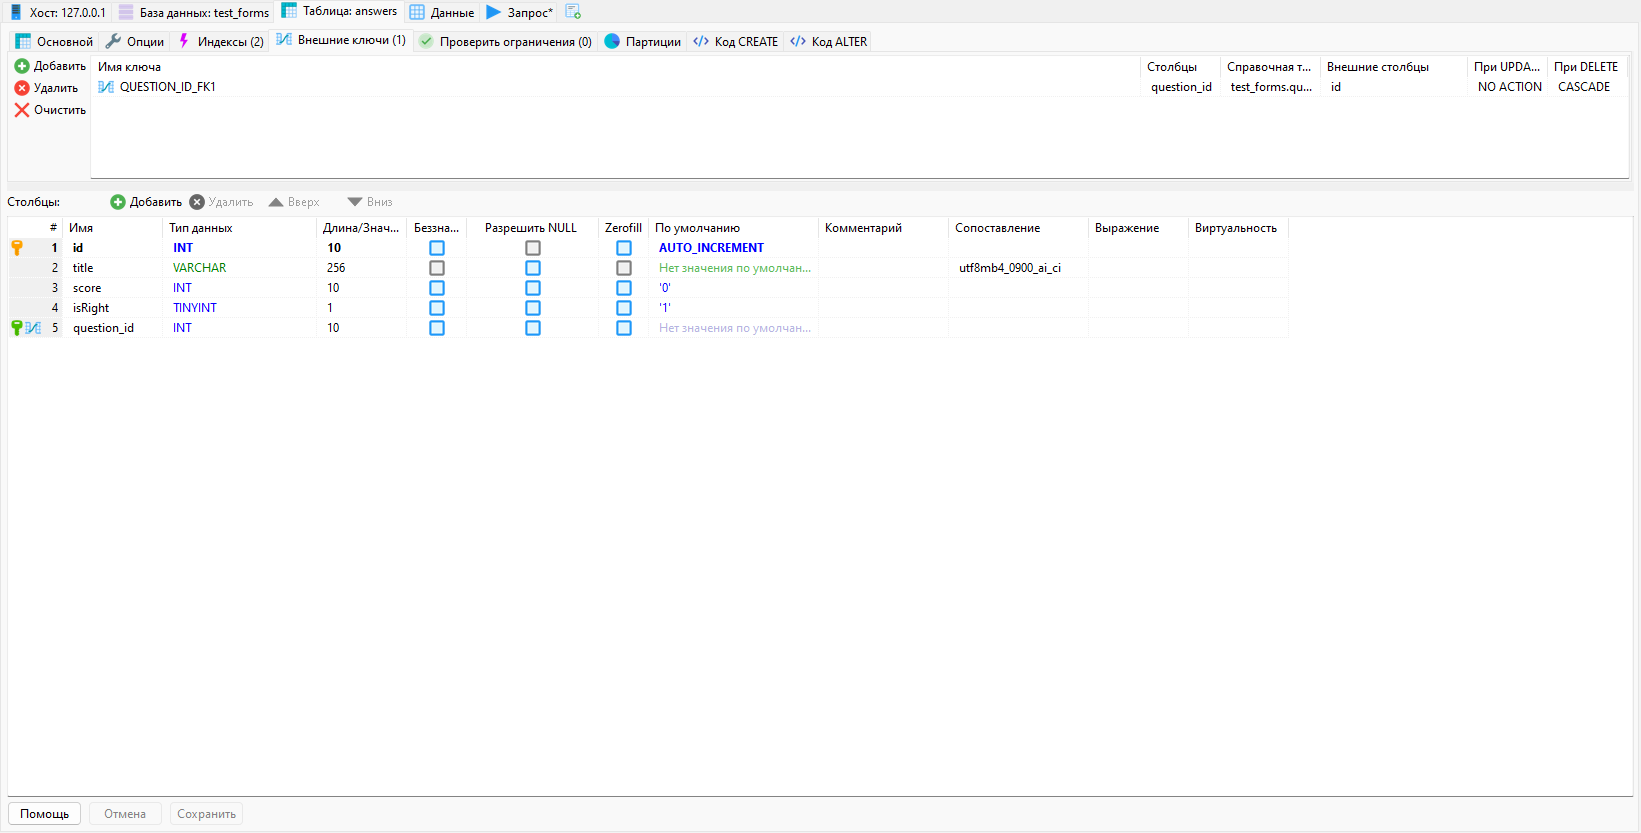 Хост: 127.0.0.1 База данных: test_forms Таблица: answers Данные Запрос*
Основной Опции Индексы (2) Внешние ключи (1) Проверить ограничения (0) Партиции Код CREATE Код ALTER
Добавить
Удалить
Очистить
Имя ключа Столбцы Справочная т... Внешние столбцы При UPDA... При DELETE
QUESTION_ID_FK1 question_id test_forms.qu... id NO ACTION CASCADE
Столбцы: Добавить Удалить Вверх Вниз
# Имя Тип данных Длина/Знач... Беззна... Разрешить NULL Zerofill По умолчанию Комментарий Сопоставление Выражение Виртуальность
1 id INT 10 AUTO_INCREMENT
2 title VARCHAR 256 Нет значения по умолчан... utf8mb4_0900_ai_ci
3 score INT 10 '0'
4 isRight TINYINT 1 '1'
5 question_id INT 10 Нет значения по умолчан...
Помощь Отмена Сохранить